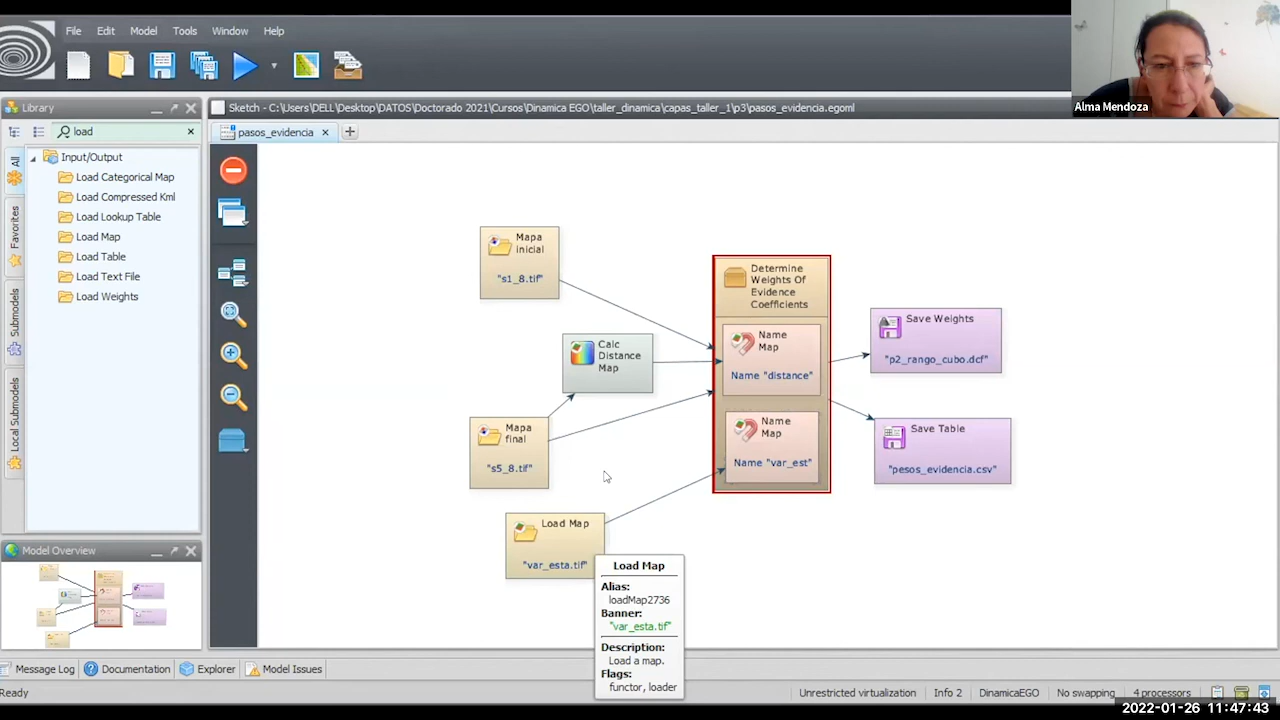 File Edit Model Tools Window Help
Alma Mendoza
Library
Sketch - C:\Users\DELL\Desktop\DATOS\Doctorado 2021\Cursos\Dinamica EGO\taller_dinamica\capas_taller_1\p3\pasos_evidencia.egoml
load
pasos_evidencia
All
Favorites
Submodels
Local Submodels
Input/Output
Load Categorical Map
Load Compressed Kml
Load Lookup Table
Load Map
Load Table
Load Text File
Load Weights
Mapa
inicial
"s1_8.tif"
Calc
Distance
Map
Mapa
final
"s5_8.tif"
Load Map
"var_esta.tif"
Determine
Weights Of
Evidence
Coefficients
Name
Map
Name "distance"
Name
Map
Name "var_est"
Save Weights
"p2_rango_cubo.dcf"
Save Table
"pesos_evidencia.csv"
Load Map
Alias:
loadMap2736
Banner:
"var_esta.tif"
Description:
Load a map.
Flags:
functor, loader
Model Overview
Message Log Documentation Explorer Model Issues
Ready
Unrestricted virtualization Info 2 DinamicaEGO No swapping 4 processors
2022-01-26 11:47:43